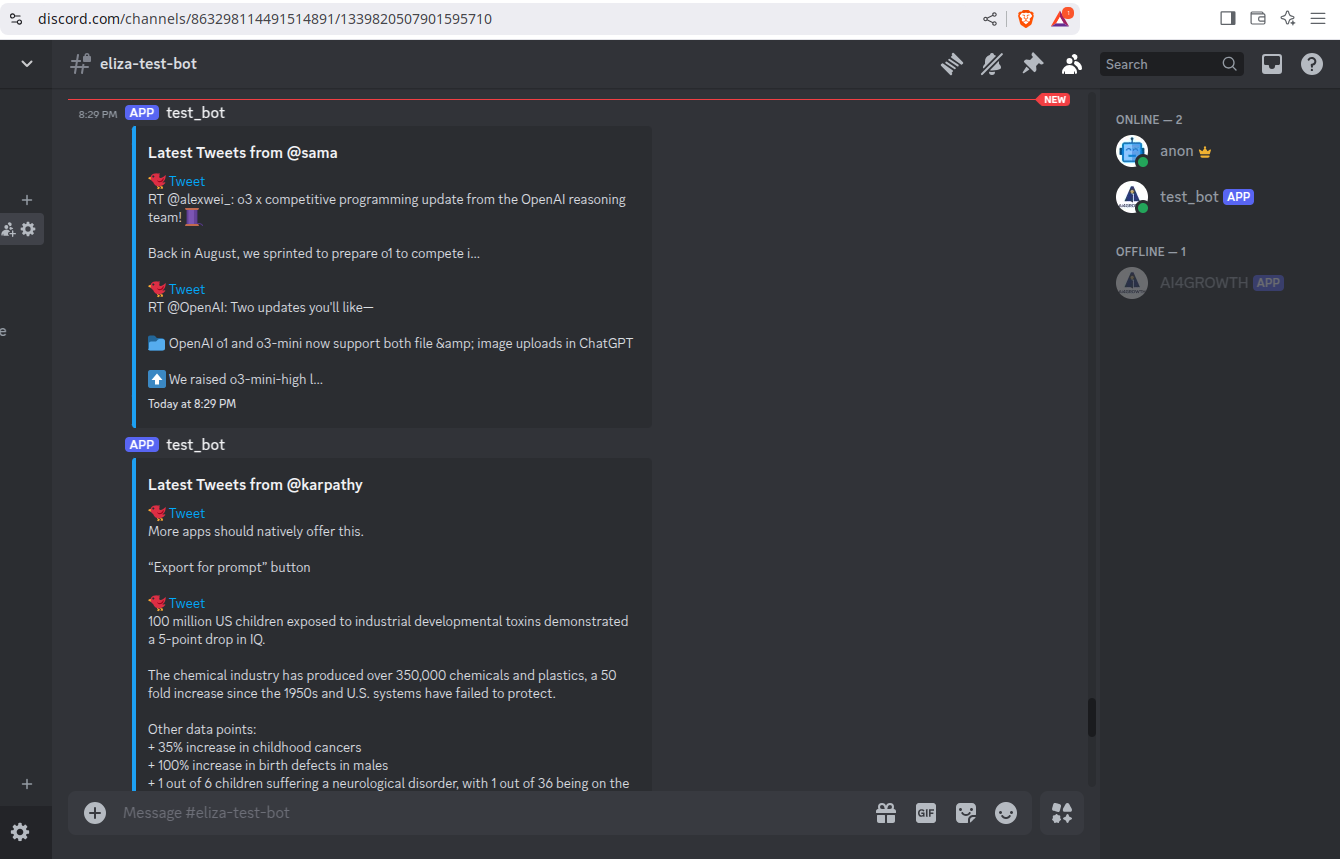 discord.com/channels/863298114491514891/1339820507901595710
eliza-test-bot
Search
NEW
8:29 PM APP test_bot
Latest Tweets from @sama
Tweet
RT @alexwei_: o3 x competitive programming update from the OpenAI reasoning
team!
Back in August, we sprinted to prepare o1 to compete i...
Tweet
RT @OpenAI: Two updates you'll like—
OpenAI o1 and o3-mini now support both file &amp; image uploads in ChatGPT
We raised o3-mini-high l...
Today at 8:29 PM
APP test_bot
Latest Tweets from @karpathy
Tweet
More apps should natively offer this.
“Export for prompt” button
Tweet
100 million US children exposed to industrial developmental toxins demonstrated
a 5-point drop in IQ.
The chemical industry has produced over 350,000 chemicals and plastics, a 50
fold increase since the 1950s and U.S. systems have failed to protect.
Other data points:
+ 35% increase in childhood cancers
+ 100% increase in birth defects in males
+ 1 out of 6 children suffering a neurological disorder, with 1 out of 36 being on the
Message #eliza-test-bot
GIF
ONLINE — 2
anon
test_bot APP
OFFLINE — 1
AI4GROWTH APP
e